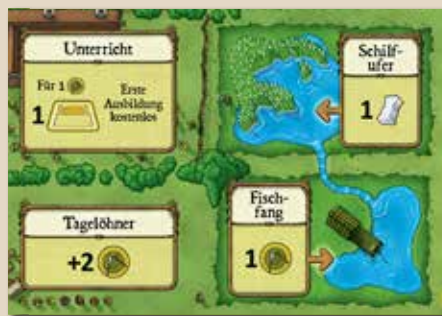 Unterricht
Für 1
1
Erste
Ausbildung
kostenlos
Schilf-
ufer
1
Tagelöhner
+2
Fisch-
fang
1